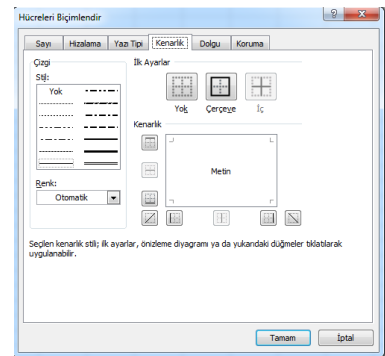 Hücreleri Biçimlendir
Sayı Hizalama Yazı Tipi Kenarlık Dolgu Koruma
Çizgi
İlk Ayarlar
Stil:
Yok
Yok Çerçeve İç
Kenarlık
Metin
Renk:
Otomatik
Seçilen kenarlık stili; ilk ayarlar, önizleme diyagramı ya da yukarıdaki düğmeler tıklatılarak
uygulanabilir.
Tamam İptal